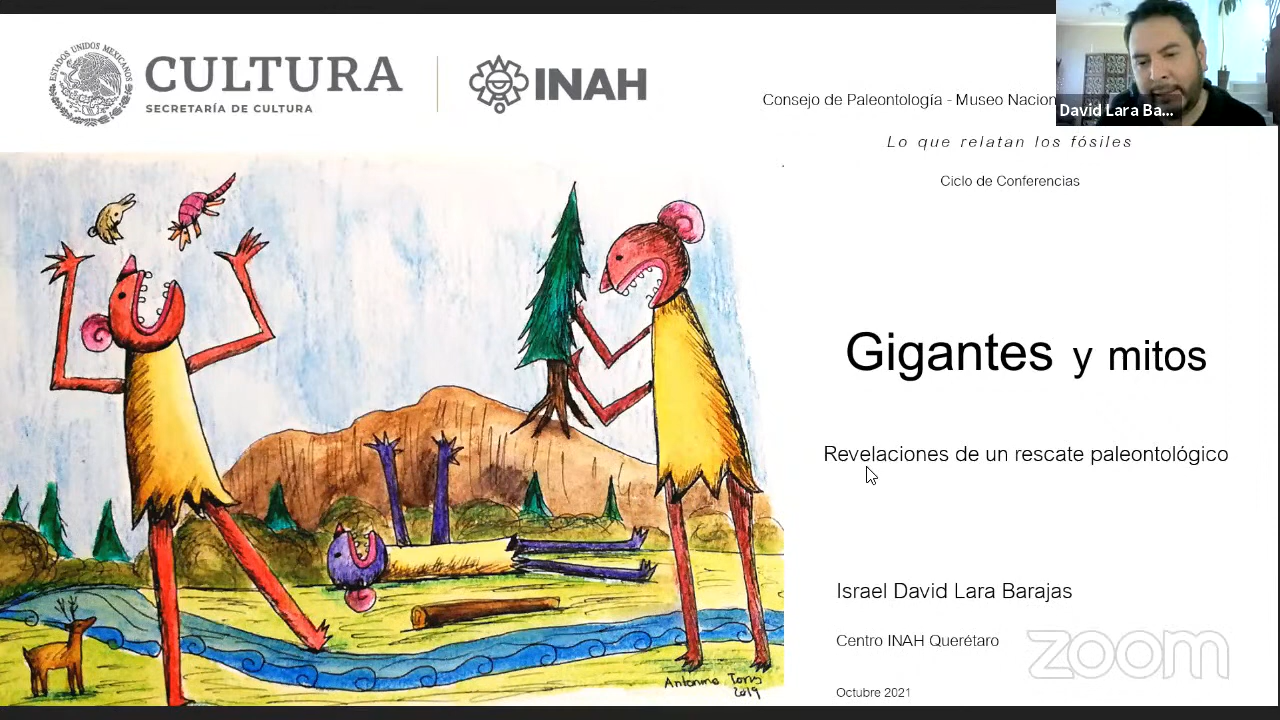 ESTADOS UNIDOS MEXICANOS
CULTURA
SECRETARÍA DE CULTURA
INAH
Consejo de Paleontología - Museo Nacion
David Lara Ba...
Lo que relatan los fósiles
Ciclo de Conferencias
Gigantes y mitos
Revelaciones de un rescate paleontológico
Israel David Lara Barajas
Centro INAH Querétaro
zoom
Octubre 2021
2019